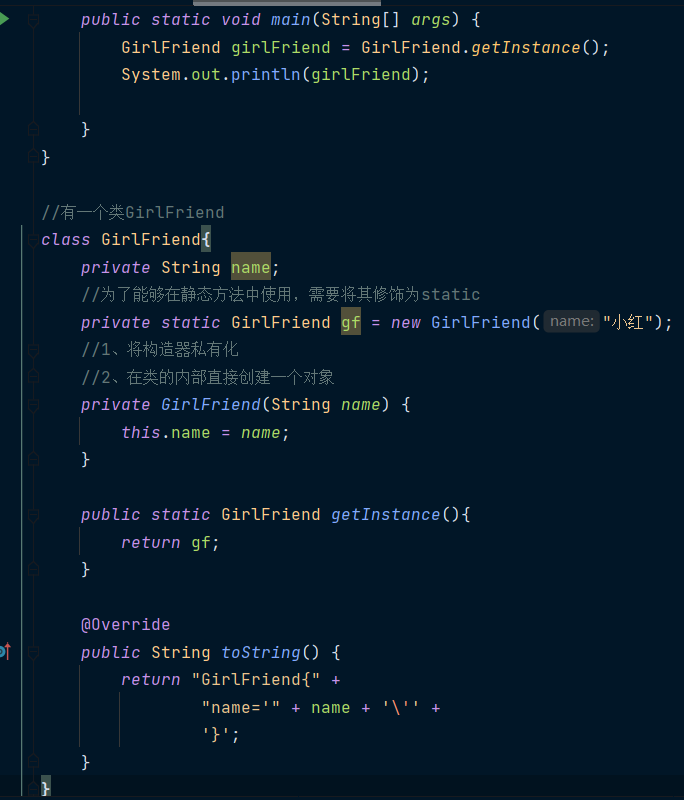 public static void main(String[] args) {
GirlFriend girlFriend = GirlFriend.getInstance();
System.out.println(girlFriend);
}
}
//有一个类GirlFriend
class GirlFriend{
private String name;
//为了能够在静态方法中使用，需要将其修饰为static
private static GirlFriend gf = new GirlFriend( name: "小红");
//1、将构造器私有化
//2、在类的内部直接创建一个对象
private GirlFriend(String name) {
this.name = name;
}
public static GirlFriend getInstance(){
return gf;
}
@Override
public String toString() {
return "GirlFriend{" +
"name='" + name + '\'' +
'}';
}
}